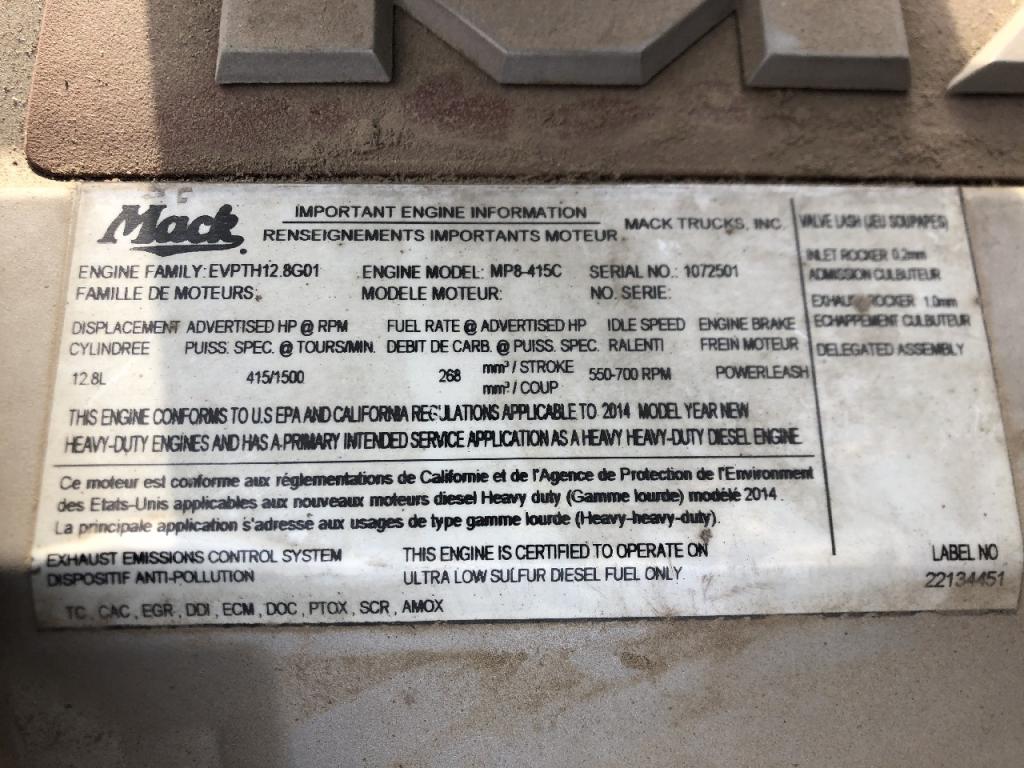 Mack
IMPORTANT ENGINE INFORMATION
RENSEIGNEMENTS IMPORTANTS MOTEUR
MACK TRUCKS, INC.
ENGINE FAMILY: EVPTH12.8G01 ENGINE MODEL: MP8-415C SERIAL NO.: 1072501
FAMILLE DE MOTEURS: MODELE MOTEUR: NO. SERIE:
DISPLACEMENT ADVERTISED HP @ RPM FUEL RATE @ ADVERTISED HP IDLE SPEED ENGINE BRAKE
CYLINDREE PUISS. SPEC. @ TOURS/MIN. DEBIT DE CARB. @ PUISS. SPEC. RALENTI FREIN MOTEUR
12.8L 415/1500 268 mm³ / STROKE 550-700 RPM POWERLEASH
mm³ / COUP
THIS ENGINE CONFORMS TO U.S EPA AND CALIFORNIA REGULATIONS APPLICABLE TO 2014 MODEL YEAR NEW
HEAVY-DUTY ENGINES AND HAS A PRIMARY INTENDED SERVICE APPLICATION AS A HEAVY HEAVY-DUTY DIESEL ENGINE.
Ce moteur est conforme aux réglementations de Californie et de l'Agence de Protection de l'Environment
des Etats-Unis applicables aux nouveaux moteurs diesel Heavy duty (Gamme lourde) modélé 2014.
La principale application s'adresse aux usages de type gamme lourde (Heavy-heavy-duty).
EXHAUST EMISSIONS CONTROL SYSTEM
DISPOSITIF ANTI-POLLUTION
THIS ENGINE IS CERTIFIED TO OPERATE ON
ULTRA LOW SULFUR DIESEL FUEL ONLY.
TC , CAC , EGR , DDI , ECM , DOC , PTOX , SCR , AMOX
VALVE LASH (JEU SOUPAPES)
INLET ROCKER 0.2mm
ADMISSION CULBUTEUR
EXHAUST ROCKER 1.0mm
ECHAPPEMENT CULBUTEUR
DELEGATED ASSEMBLY
LABEL NO
22134451